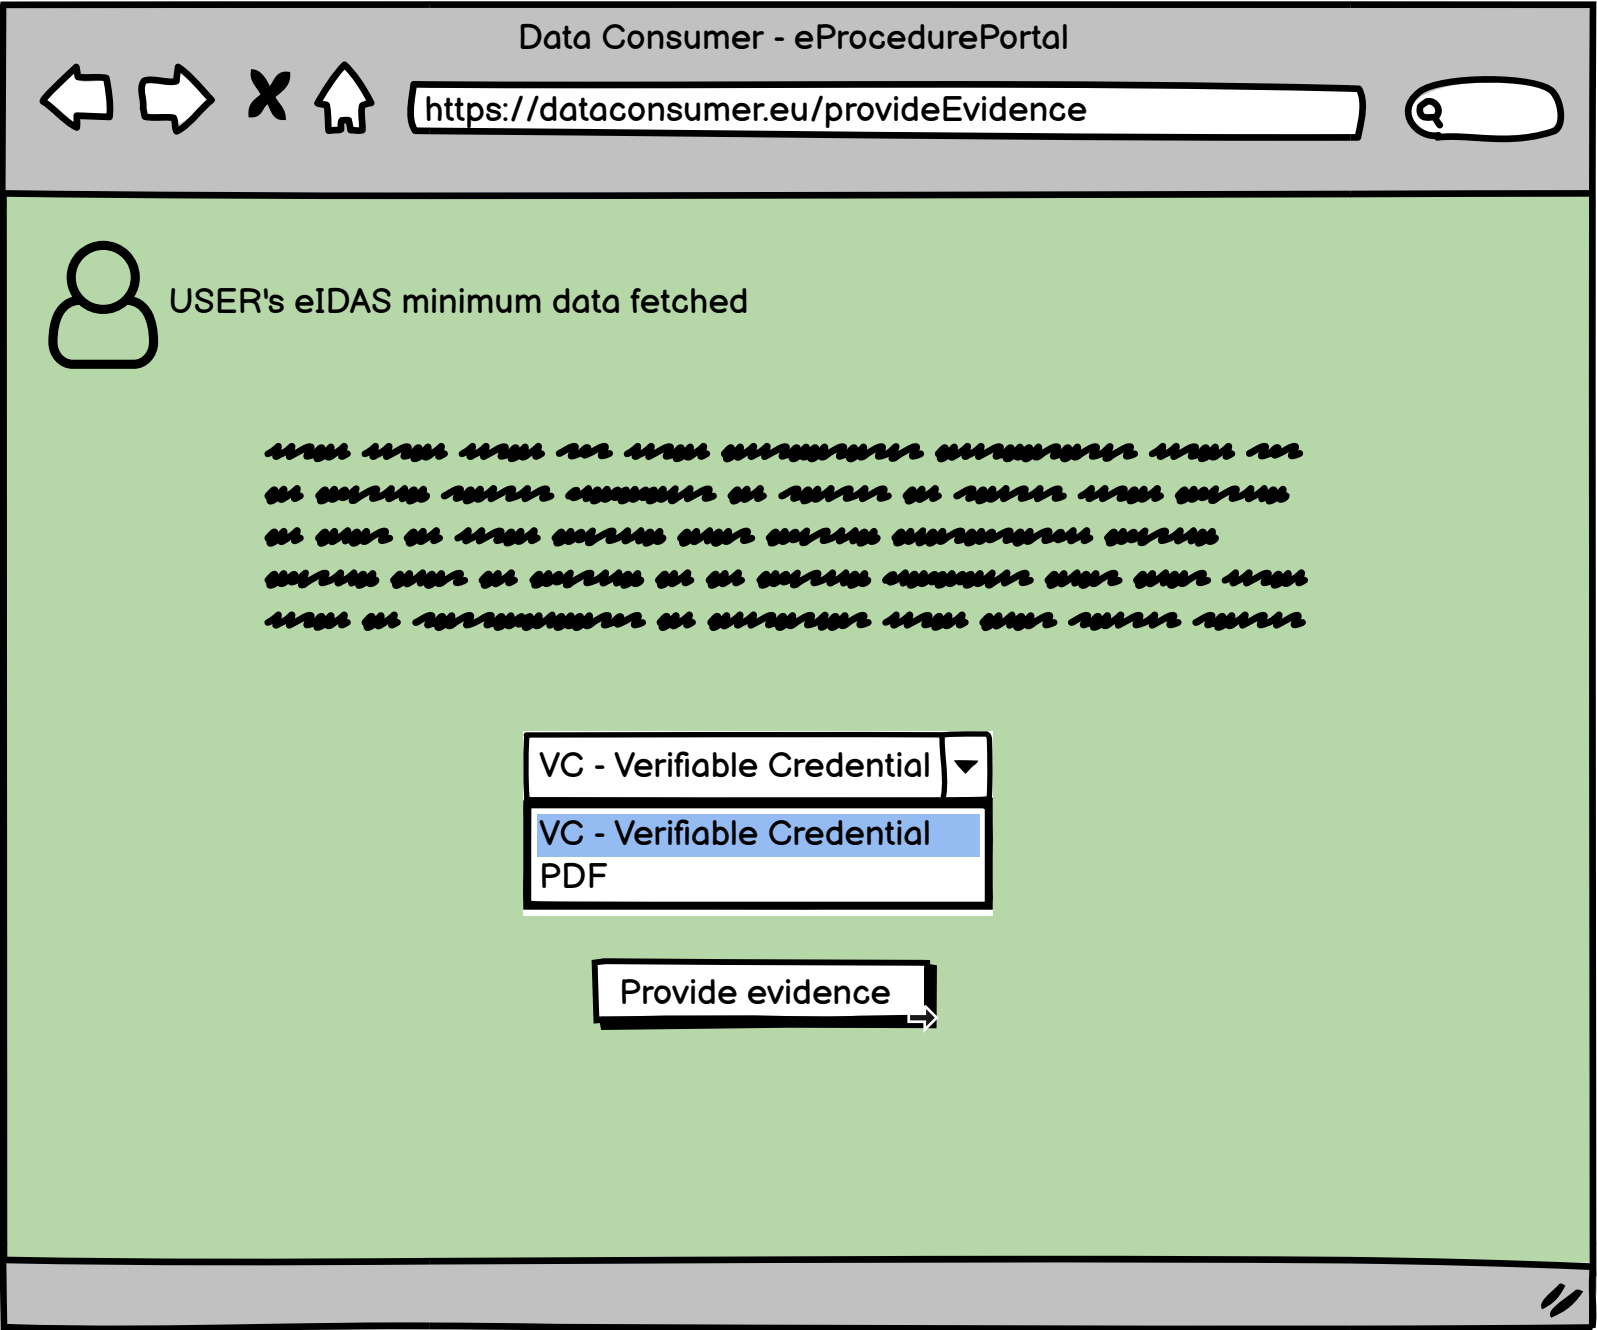 Data Consumer - eProcedurePortal
https://dataconsumer.eu/provideEvidence
USER's eIDAS minimum data fetched
VC - Verifiable Credential
VC - Verifiable Credential
PDF
Provide evidence